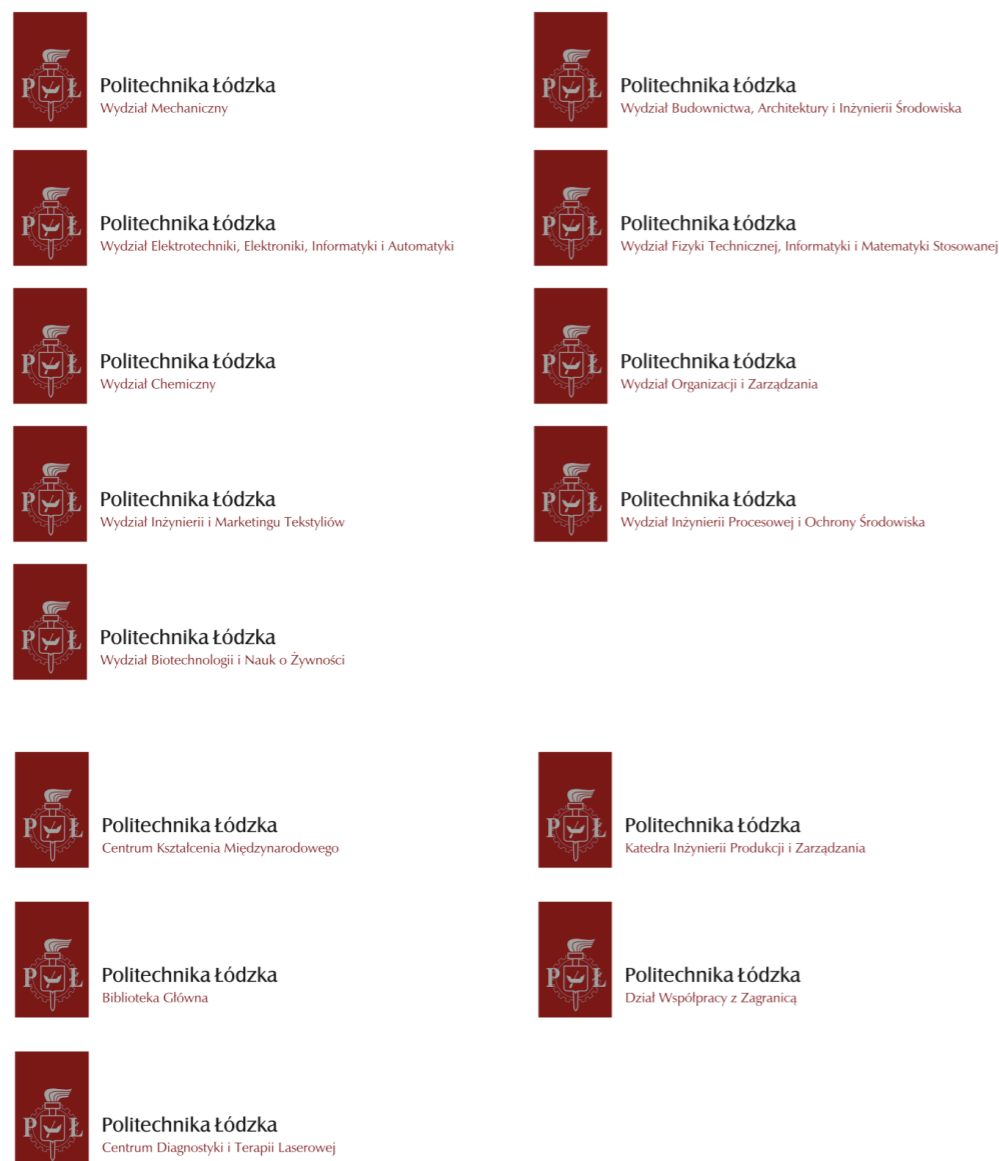 P Ł
Politechnika Łódzka
Wydział Mechaniczny
P Ł
Politechnika Łódzka
Wydział Budownictwa, Architektury i Inżynierii Środowiska
P Ł
Politechnika Łódzka
Wydział Elektrotechniki, Elektroniki, Informatyki i Automatyki
P Ł
Politechnika Łódzka
Wydział Fizyki Technicznej, Informatyki i Matematyki Stosowanej
P Ł
Politechnika Łódzka
Wydział Chemiczny
P Ł
Politechnika Łódzka
Wydział Organizacji i Zarządzania
P Ł
Politechnika Łódzka
Wydział Inżynierii i Marketingu Tekstyliów
P Ł
Politechnika Łódzka
Wydział Inżynierii Procesowej i Ochrony Środowiska
P Ł
Politechnika Łódzka
Wydział Biotechnologii i Nauk o Żywności
P Ł
Politechnika Łódzka
Centrum Kształcenia Międzynarodowego
P Ł
Politechnika Łódzka
Katedra Inżynierii Produkcji i Zarządzania
P Ł
Politechnika Łódzka
Biblioteka Główna
P Ł
Politechnika Łódzka
Dział Współpracy z Zagranicą
P Ł
Politechnika Łódzka
Centrum Diagnostyki i Terapii Laserowej